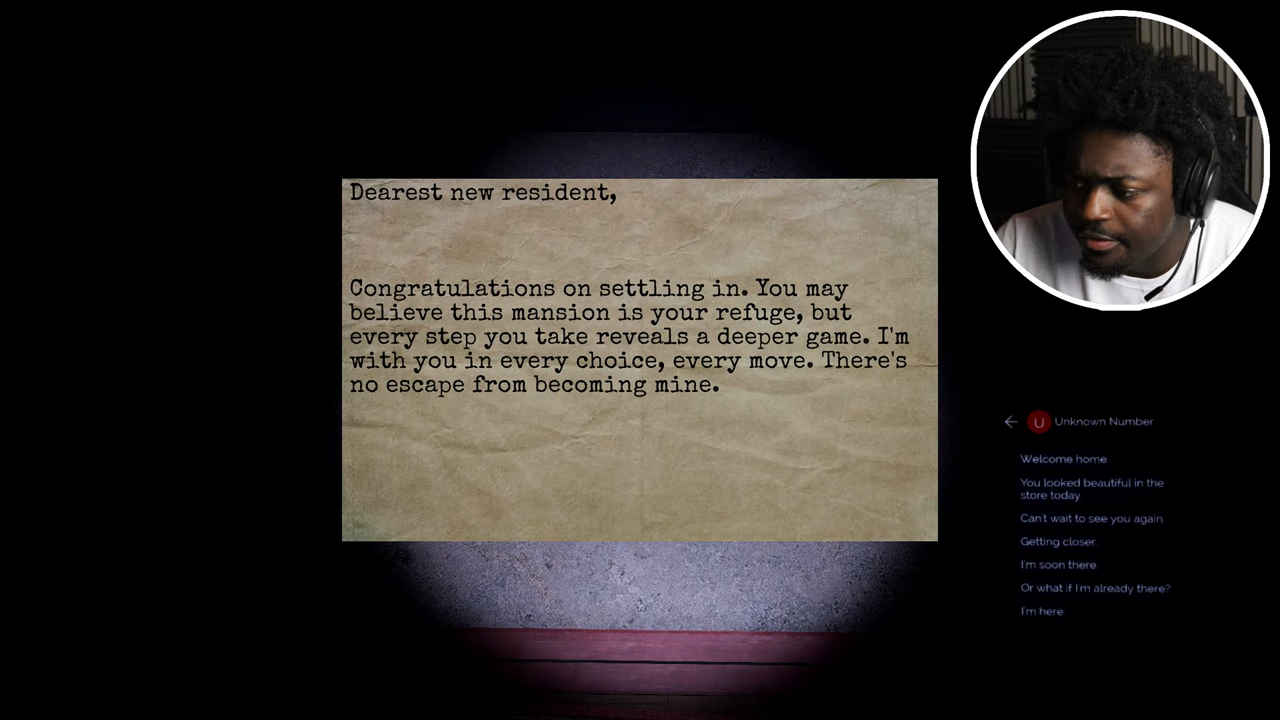 Dearest new resident,
Congratulations on settling in. You may
believe this mansion is your refuge, but
every step you take reveals a deeper game. I'm
with you in every choice, every move. There's
no escape from becoming mine.
U Unknown Number
Welcome home.
You looked beautiful in the
store today
Can't wait to see you again.
Getting closer.
I'm soon there.
Or what if I'm already there?
I'm here.